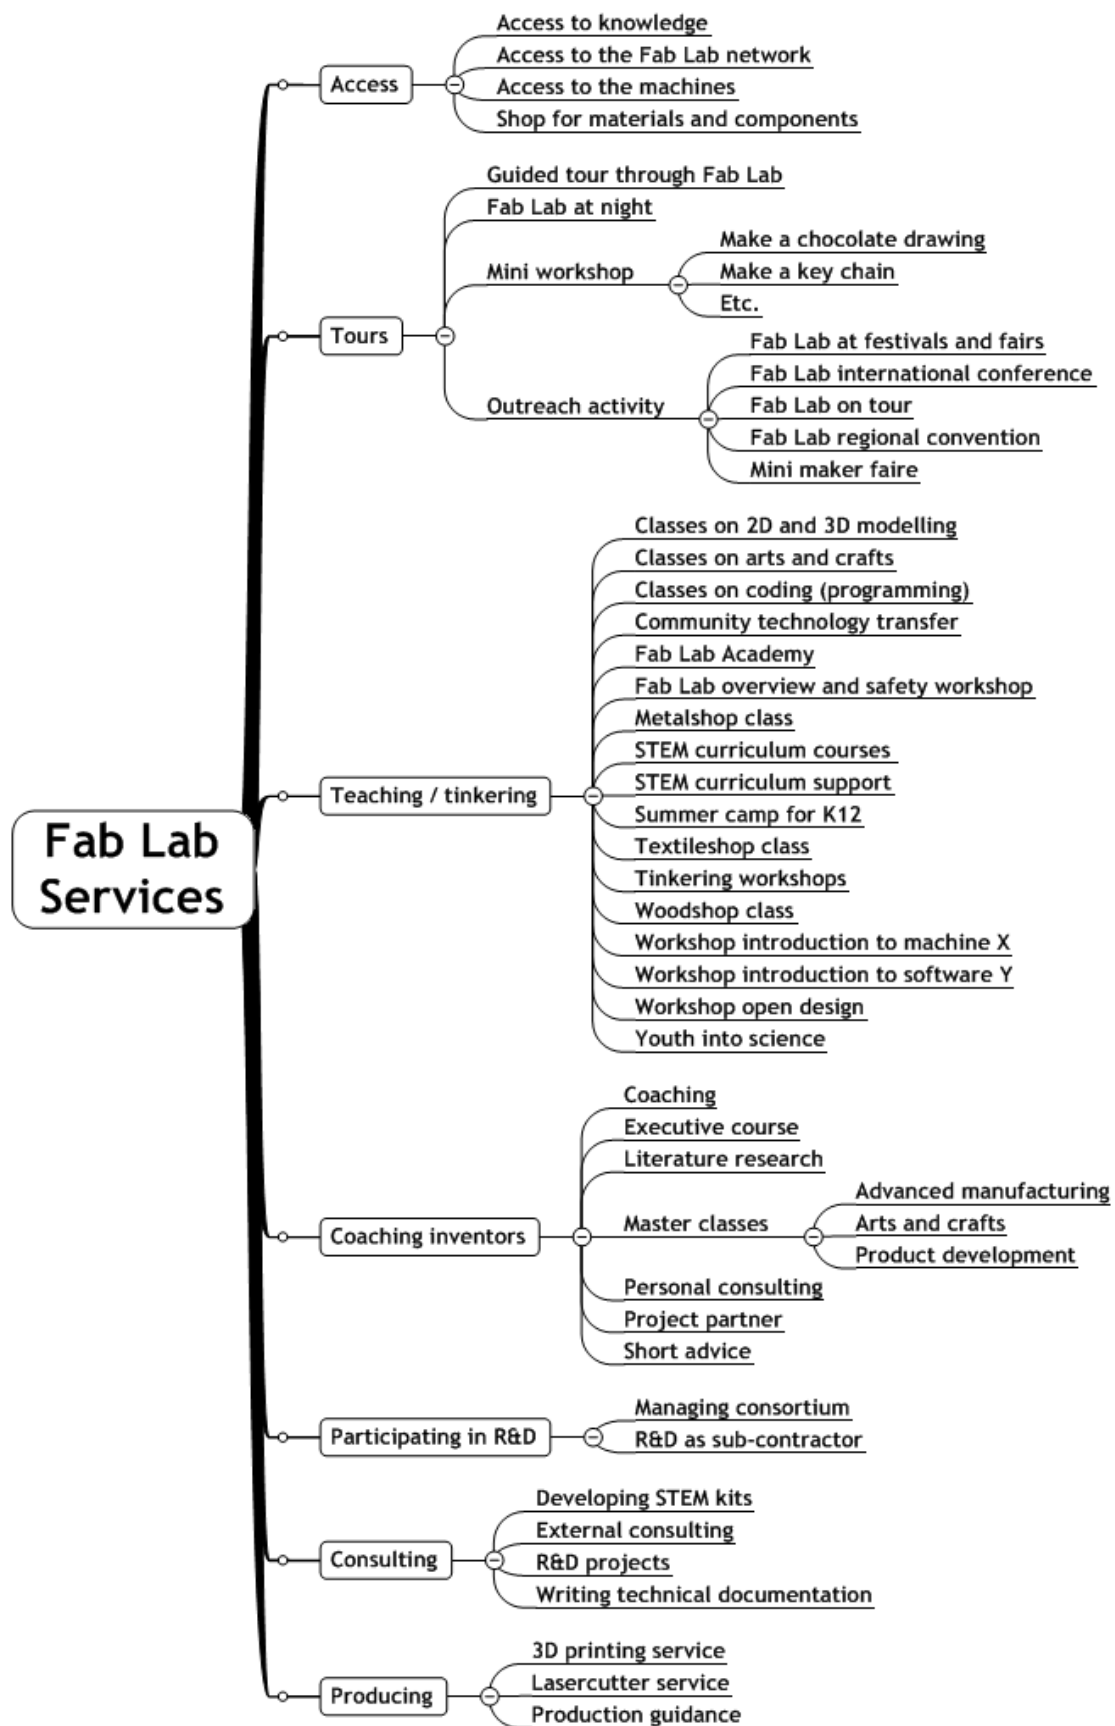 Fab Lab
Services
Access
Access to knowledge
Access to the Fab Lab network
Access to the machines
Shop for materials and components
Tours
Guided tour through Fab Lab
Fab Lab at night
Mini workshop
Make a chocolate drawing
Make a key chain
Etc.
Outreach activity
Fab Lab at festivals and fairs
Fab Lab international conference
Fab Lab on tour
Fab Lab regional convention
Mini maker faire
Teaching / tinkering
Classes on 2D and 3D modelling
Classes on arts and crafts
Classes on coding (programming)
Community technology transfer
Fab Lab Academy
Fab Lab overview and safety workshop
Metalshop class
STEM curriculum courses
STEM curriculum support
Summer camp for K12
Textileshop class
Tinkering workshops
Woodshop class
Workshop introduction to machine X
Workshop introduction to software Y
Workshop open design
Youth into science
Coaching inventors
Coaching
Executive course
Literature research
Master classes
Advanced manufacturing
Arts and crafts
Product development
Personal consulting
Project partner
Short advice
Participating in R&D
Managing consortium
R&D as sub-contractor
Consulting
Developing STEM kits
External consulting
R&D projects
Writing technical documentation
Producing
3D printing service
Lasercutter service
Production guidance